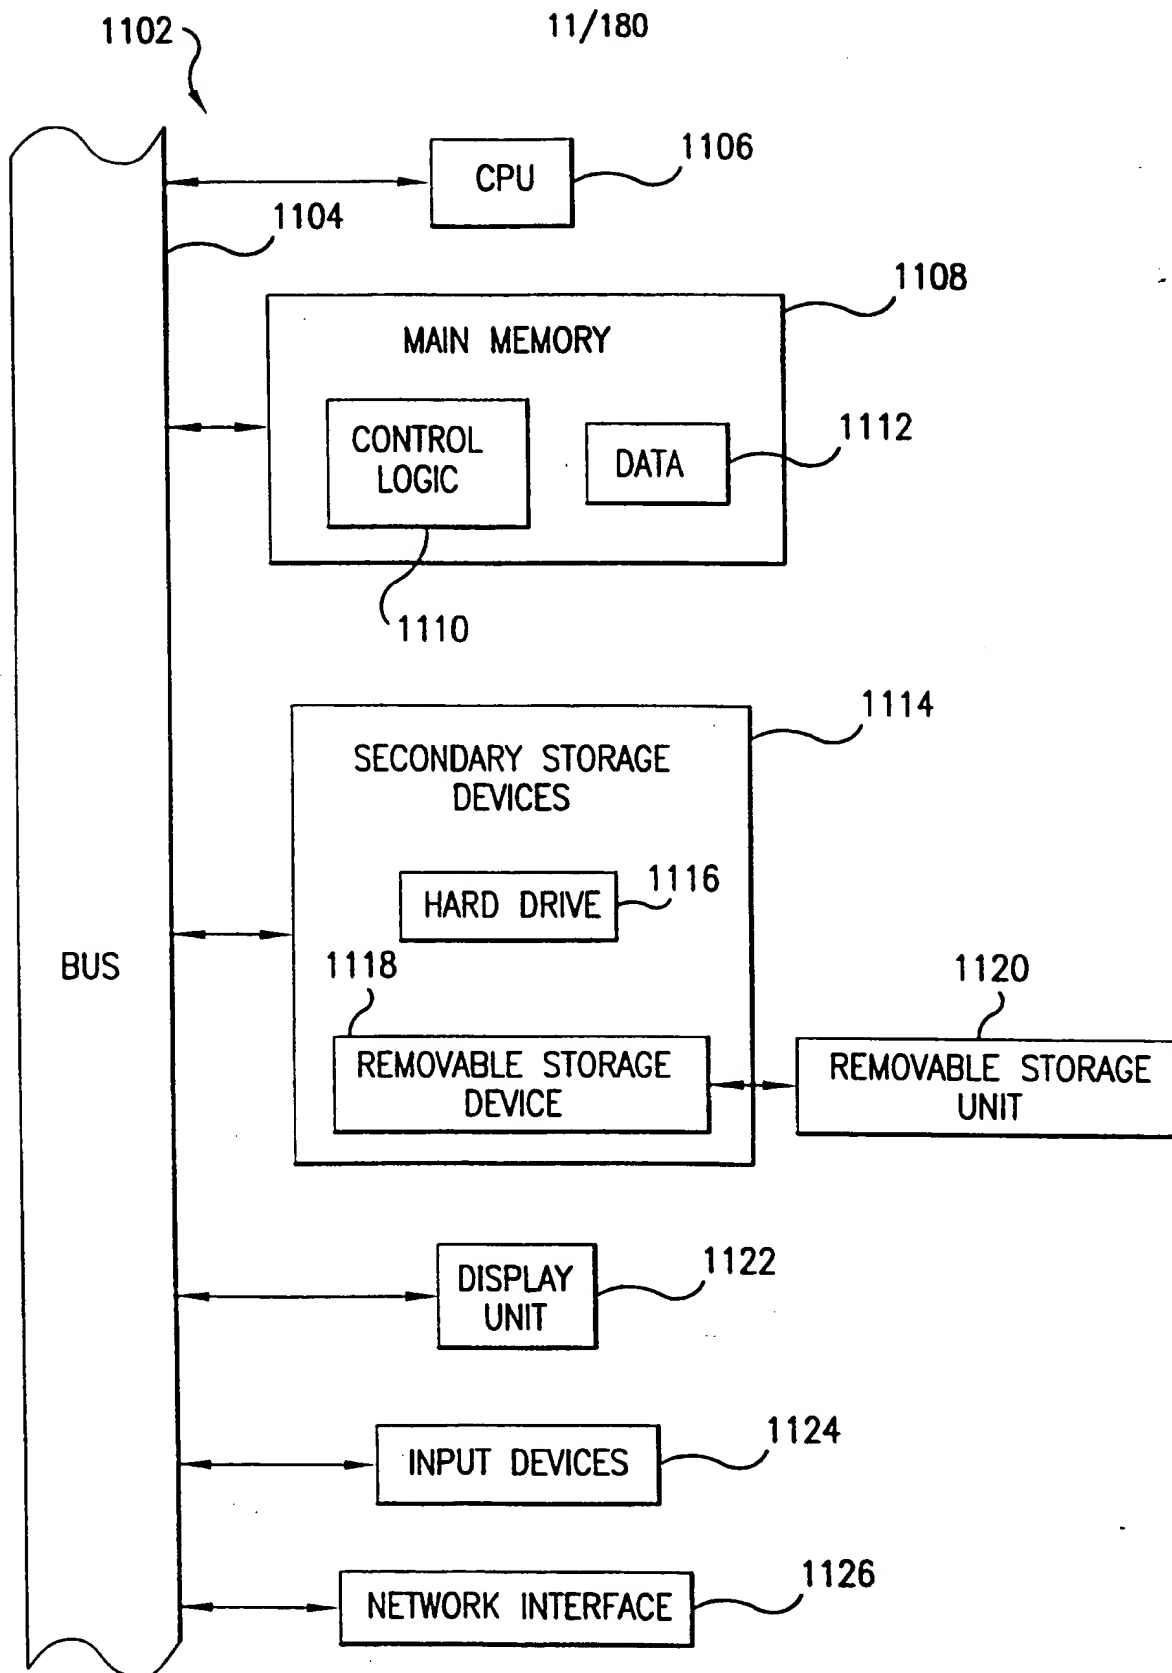 11/180
1102
1106
CPU
1104
1108
MAIN MEMORY
CONTROL
LOGIC
1112
DATA
1110
1114
SECONDARY STORAGE
DEVICES
1116
HARD DRIVE
BUS
1118
1120
REMOVABLE STORAGE
DEVICE
REMOVABLE STORAGE
UNIT
1122
DISPLAY
UNIT
1124
INPUT DEVICES
1126
NETWORK INTERFACE